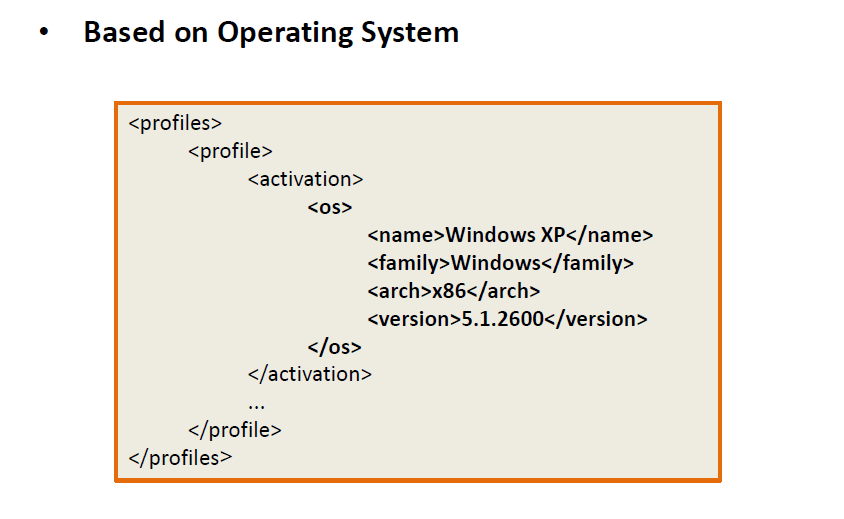 • Based on Operating System
<profiles>
<profile>
<activation>
<os>
<name>Windows XP</name>
<family>Windows</family>
<arch>x86</arch>
<version>5.1.2600</version>
</os>
</activation>
...
</profile>
</profiles>